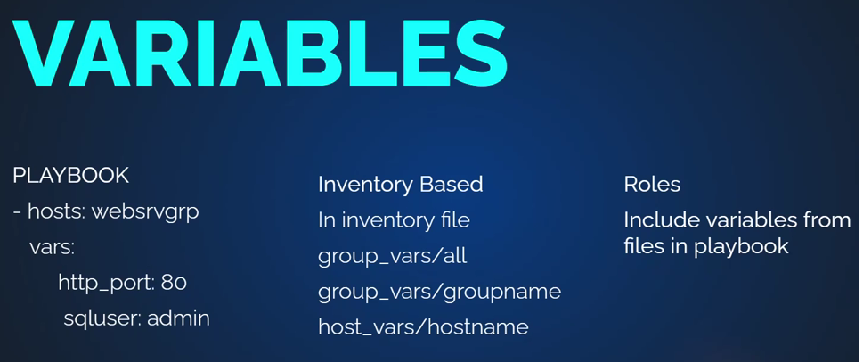 VARIABLES
PLAYBOOK
- hosts: websrvgrp
vars:
http_port: 80
sqluser: admin
Inventory Based
In inventory file
group_vars/all
group_vars/groupname
host_vars/hostname
Roles
Include variables from
files in playbook